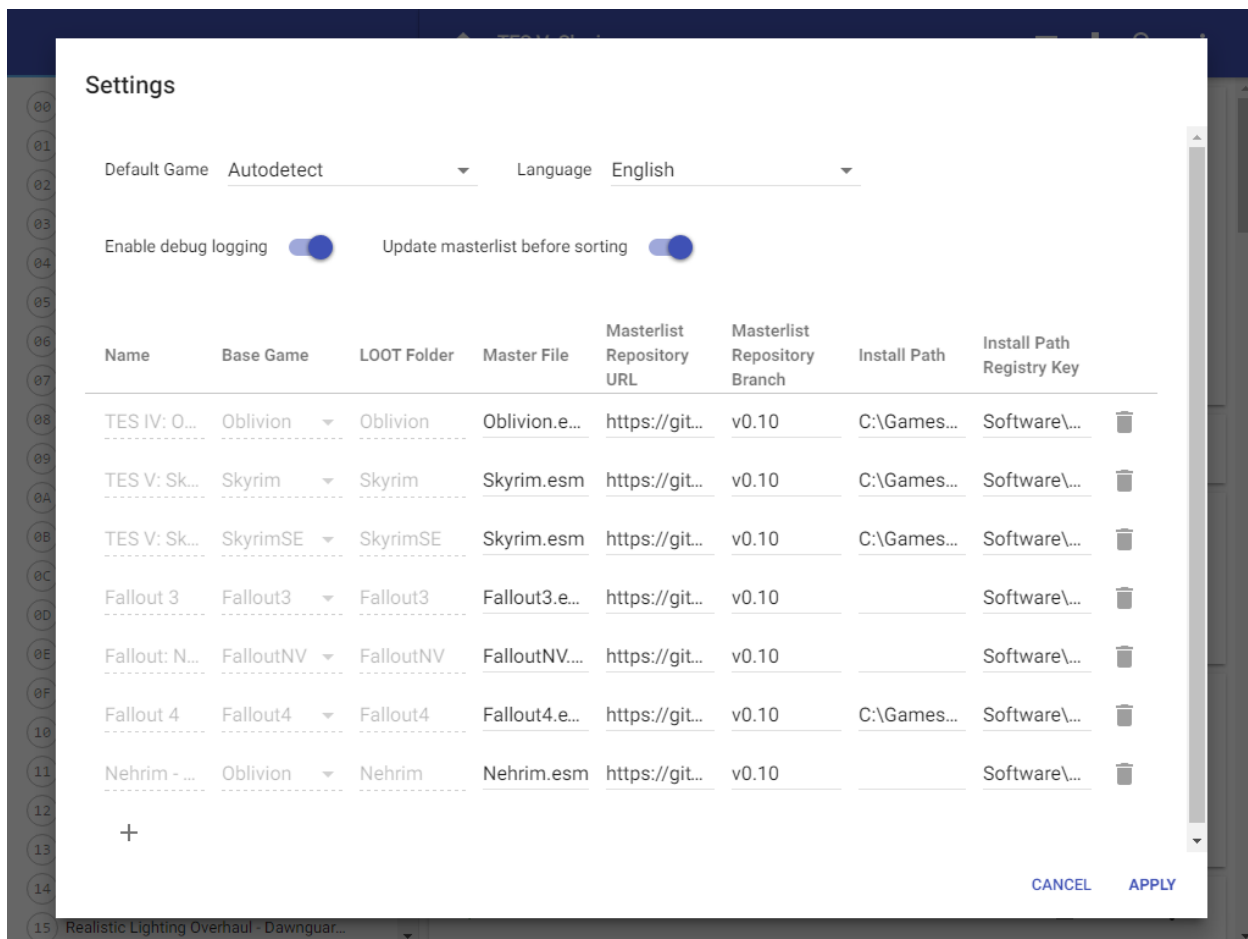 Settings
Default Game Autodetect Language English
Enable debug logging Update masterlist before sorting
Name Base Game LOOT Folder Master File Masterlist Repository URL Masterlist Repository Branch Install Path Install Path Registry Key
TES IV: O... Oblivion Oblivion Oblivion.e... https://git... v0.10 C:\Games... Software\...
TES V: Sk... Skyrim Skyrim Skyrim.esm https://git... v0.10 C:\Games... Software\...
TES V: Sk... SkyrimSE SkyrimSE Skyrim.esm https://git... v0.10 C:\Games... Software\...
Fallout 3 Fallout3 Fallout3 Fallout3.e... https://git... v0.10 Software\...
Fallout: N... FalloutNV FalloutNV FalloutNV.... https://git... v0.10 Software\...
Fallout 4 Fallout4 Fallout4 Fallout4.e... https://git... v0.10 C:\Games... Software\...
Nehrim - ... Oblivion Nehrim Nehrim.esm https://git... v0.10 Software\...
+
CANCEL APPLY
00
01
02
03
04
05
06
07
08
09
0A
0B
0C
0D
0E
0F
10
11
12
13
14
15 Realistic Lighting Overhaul - Dawnguar...